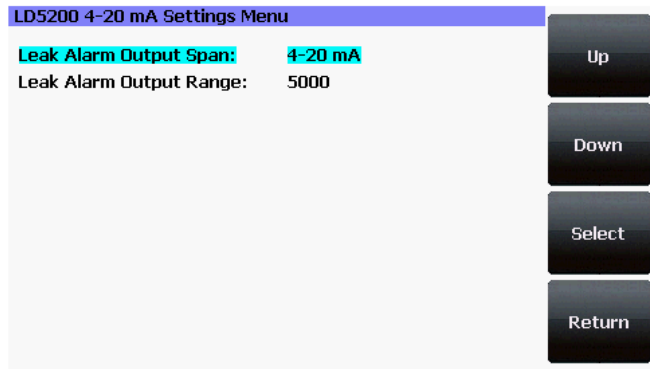 LD5200 4-20 mA Settings Menu
Leak Alarm Output Span: 4-20 mA
Leak Alarm Output Range: 5000
Up
Down
Select
Return